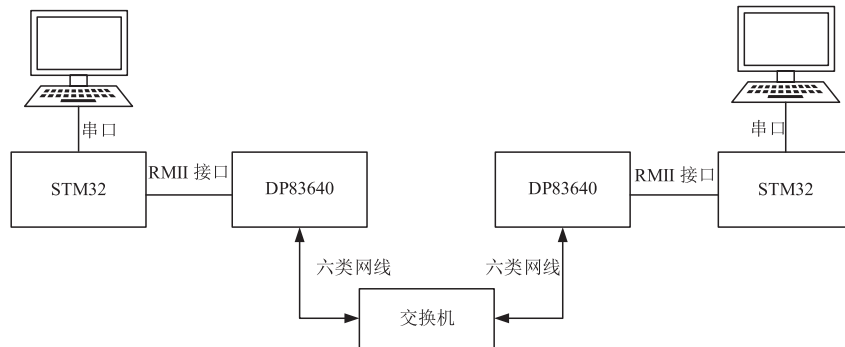 串口
串口
RMII 接口
RMII 接口
STM32
DP83640
DP83640
STM32
六类网线
六类网线
交换机